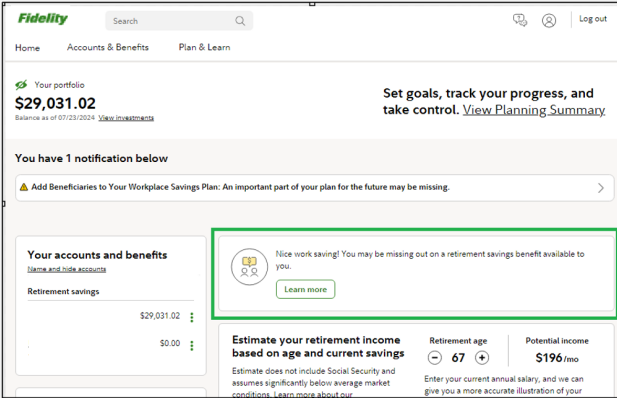 Fidelity
Search
Log out
Home
Accounts & Benefits
Plan & Learn
Your portfolio
$29,031.02
Balance as of 07/23/2024 View investments
Set goals, track your progress, and
take control. View Planning Summary
You have 1 notification below
Add Beneficiaries to Your Workplace Savings Plan: An important part of your plan for the future may be missing.
Your accounts and benefits
Name and hide accounts
Retirement savings
$29,031.02
$0.00
Nice work saving! You may be missing out on a retirement savings benefit available to
you.
Learn more
Estimate your retirement income
based on age and current savings
Estimate does not include Social Security and
assumes significantly below average market
conditions. Learn more about our
Retirement age
67
Potential income
$196/mo
Enter your current annual salary, and we can
give you a more accurate illustration of your